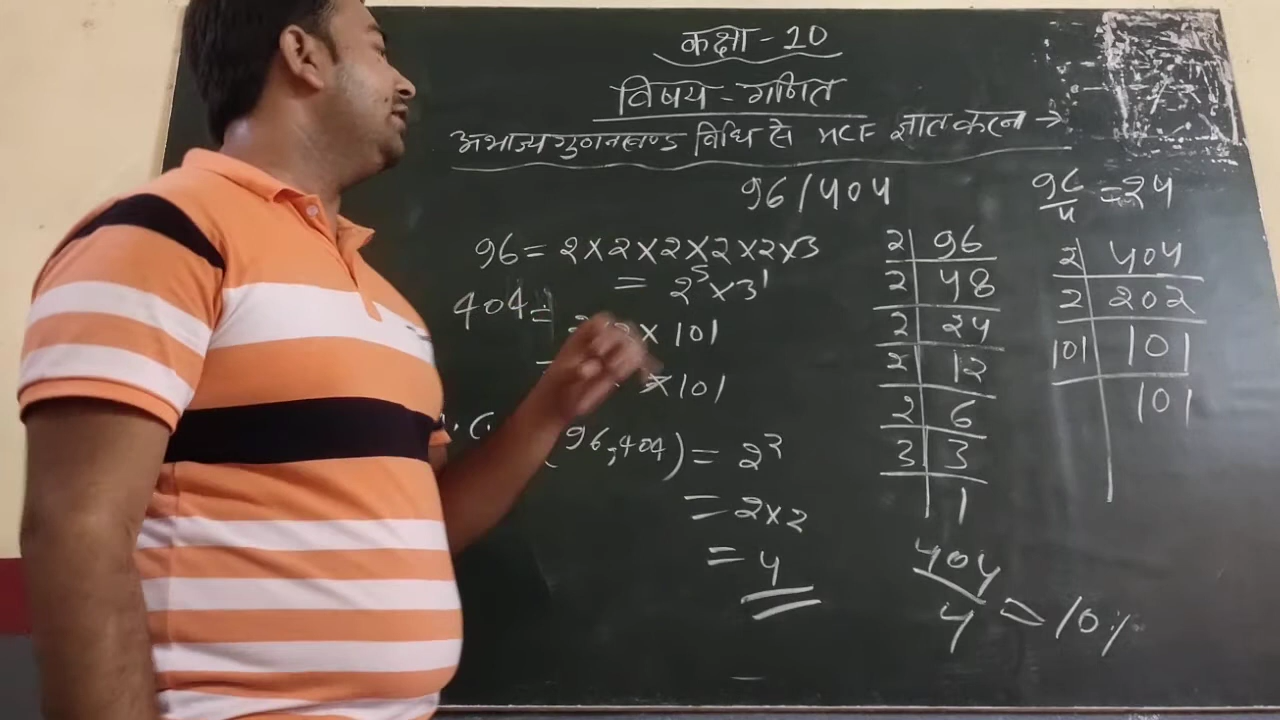 कक्षा - 10
विषय - गणित
अभाज्य गुणनखण्ड विधि से HCF ज्ञात करना →
96/404
96/4 = 24
96 = 2×2×2×2×2×3
= 2⁵×3¹
404 =
× 101
× 101
(96,404) = 2²
= 2×2
= 4
2 | 96
2 | 48
2 | 24
2 | 12
2 | 6
3 | 3
1
2 | 404
2 | 202
101 | 101
101
404/4 = 101